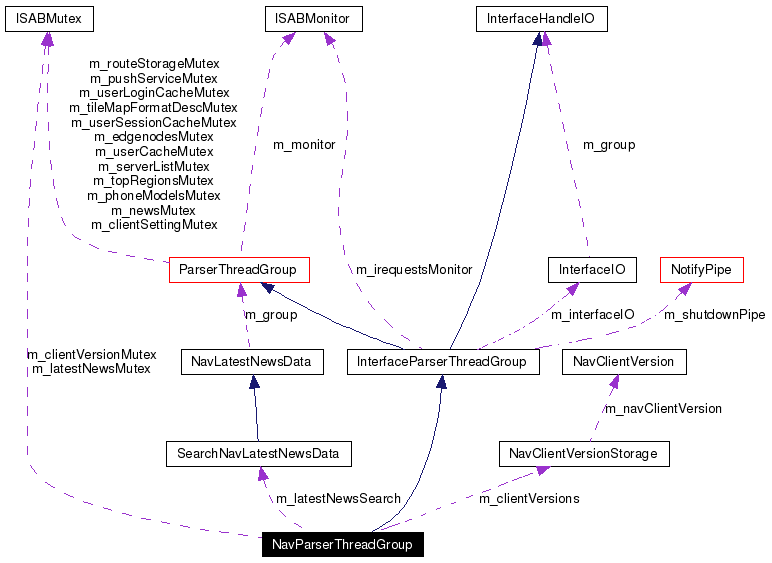 ISABMutex
ISABMonitor
InterfaceHandleIO
m_routeStorageMutex
m_pushServiceMutex
m_userLoginCacheMutex
m_tileMapFormatDescMutex
m_userSessionCacheMutex
m_edgenodesMutex
m_userCacheMutex
m_serverListMutex
m_topRegionsMutex
m_phoneModelsMutex
m_newsMutex
m_clientSettingMutex
m_monitor
m_group
ParserThreadGroup
m_irequestsMonitor
InterfaceIO
NotifyPipe
m_group
m_interfaceIO
m_shutdownPipe
m_clientVersionMutex
m_latestNewsMutex
NavLatestNewsData
InterfaceParserThreadGroup
NavClientVersion
m_navClientVersion
SearchNavLatestNewsData
NavClientVersionStorage
m_latestNewsSearch
m_clientVersions
NavParserThreadGroup